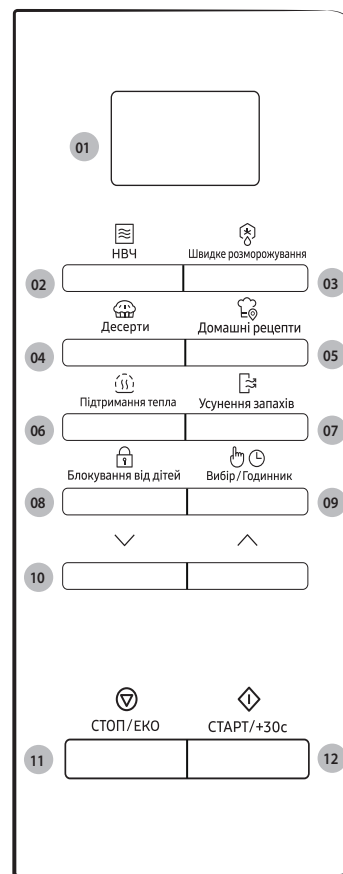 01
НВЧ Швидке розморожування
02 03
Десерти Домашні рецепти
04 05
Підтримання тепла Усунення запахів
06 07
Блокування від дітей Вибір/Годинник
08 09
10
СТОП/ЕКО СТАРТ/+30с
11 12